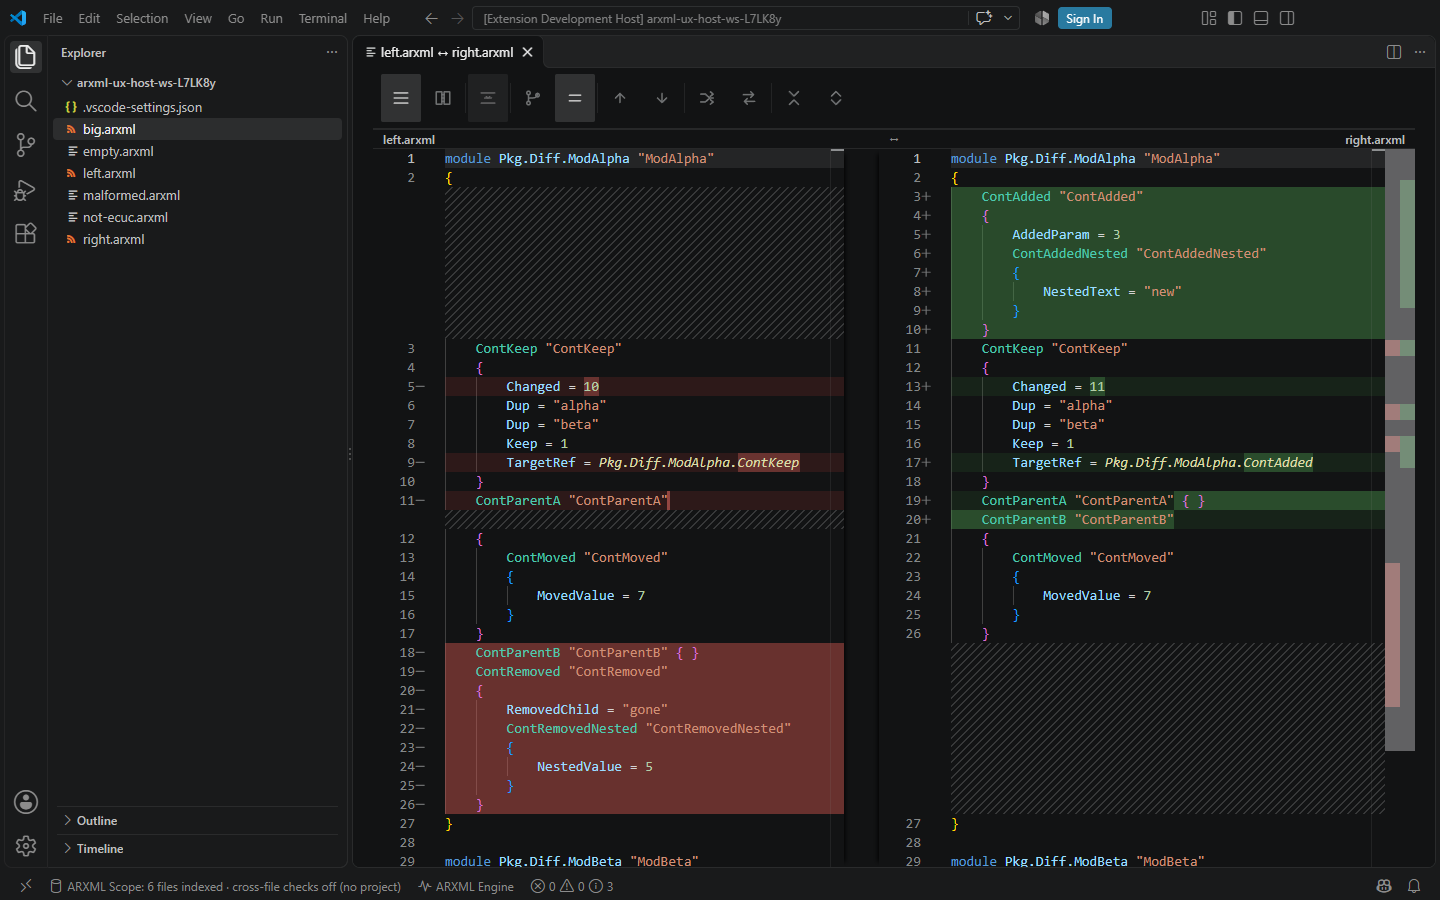 File Edit Selection View Go Run Terminal Help
[Extension Development Host] arxml-ux-host-ws-L7LK8y
Sign In
Explorer
arxml-ux-host-ws-L7LK8y
{} .vscode-settings.json
big.arxml
empty.arxml
left.arxml
malformed.arxml
not-ecuc.arxml
right.arxml
Outline
Timeline
left.arxml ↔ right.arxml
left.arxml
1 module Pkg.Diff.ModAlpha "ModAlpha"
2 {
3 ContKeep "ContKeep"
4 {
5− Changed = 10
6 Dup = "alpha"
7 Dup = "beta"
8 Keep = 1
9− TargetRef = Pkg.Diff.ModAlpha.ContKeep
10 }
11− ContParentA "ContParentA"
12 {
13 ContMoved "ContMoved"
14 {
15 MovedValue = 7
16 }
17 }
18− ContParentB "ContParentB" { }
19− ContRemoved "ContRemoved"
20− {
21− RemovedChild = "gone"
22− ContRemovedNested "ContRemovedNested"
23− {
24− NestedValue = 5
25− }
26− }
27 }
28
29 module Pkg.Diff.ModBeta "ModBeta"
↔
right.arxml
1 module Pkg.Diff.ModAlpha "ModAlpha"
2 {
3+ ContAdded "ContAdded"
4+ {
5+ AddedParam = 3
6+ ContAddedNested "ContAddedNested"
7+ {
8+ NestedText = "new"
9+ }
10+ }
11 ContKeep "ContKeep"
12 {
13+ Changed = 11
14 Dup = "alpha"
15 Dup = "beta"
16 Keep = 1
17+ TargetRef = Pkg.Diff.ModAlpha.ContAdded
18 }
19+ ContParentA "ContParentA" { }
20+ ContParentB "ContParentB"
21 {
22 ContMoved "ContMoved"
23 {
24 MovedValue = 7
25 }
26 }
27 }
28
29 module Pkg.Diff.ModBeta "ModBeta"
ARXML Scope: 6 files indexed · cross-file checks off (no project) ARXML Engine 0 0 3